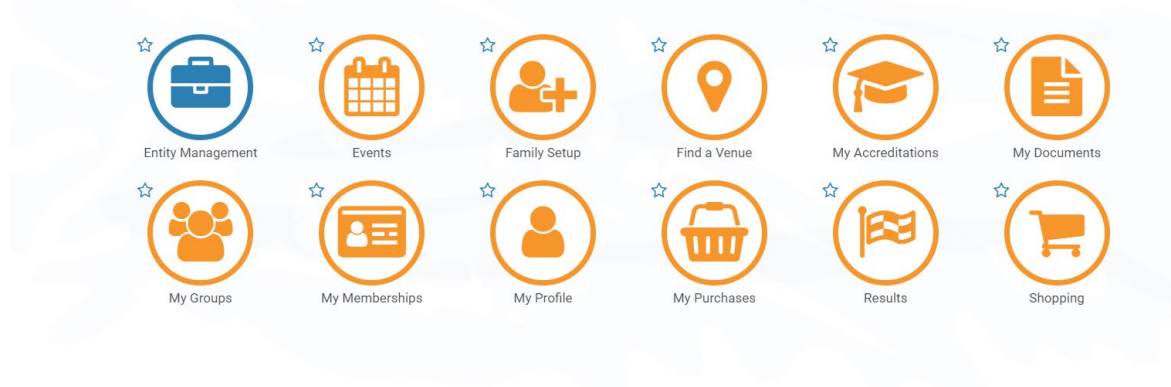 Entity Management
Events
Family Setup
Find a Venue
My Accreditations
My Documents
My Groups
My Memberships
My Profile
My Purchases
Results
Shopping